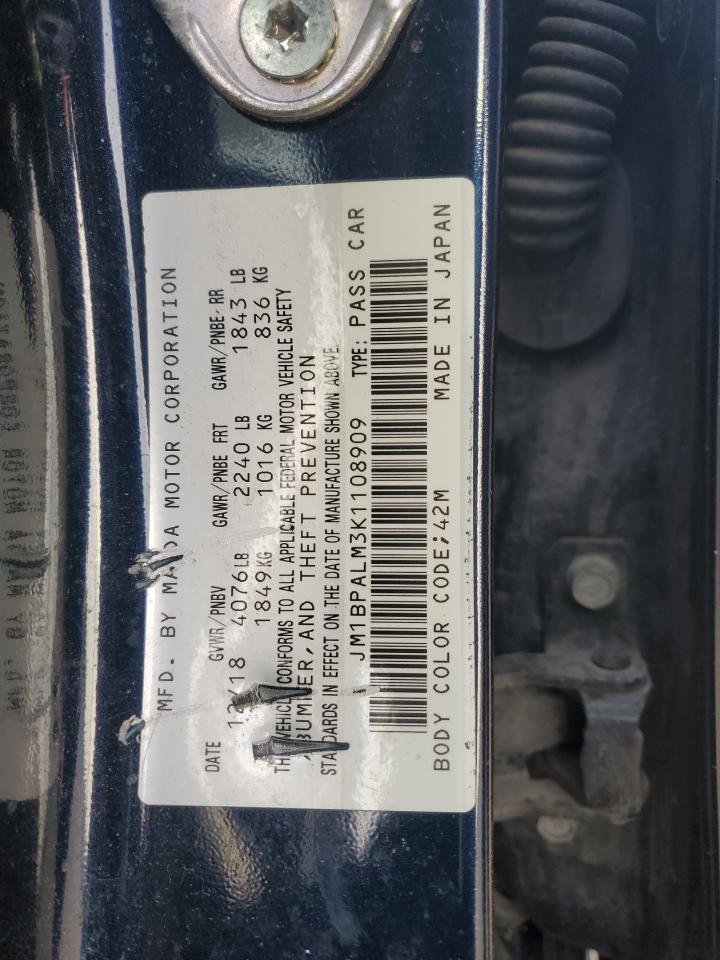 MFD. BY MAZDA MOTOR CORPORATION
DATE GVWR/PNBV GAWR/PNBE FRT GAWR/PNBE RR
12/18 4076LB 2240 LB 1843 LB
1849KG 1016 KG 836 KG
THIS VEHICLE CONFORMS TO ALL APPLICABLE FEDERAL MOTOR VEHICLE SAFETY
,BUMPER, AND THEFT PREVENTION
STANDARDS IN EFFECT ON THE DATE OF MANUFACTURE SHOWN ABOVE.
JM1BPALM3K1108909 TYPE: PASS CAR
BODY COLOR CODE;42M MADE IN JAPAN